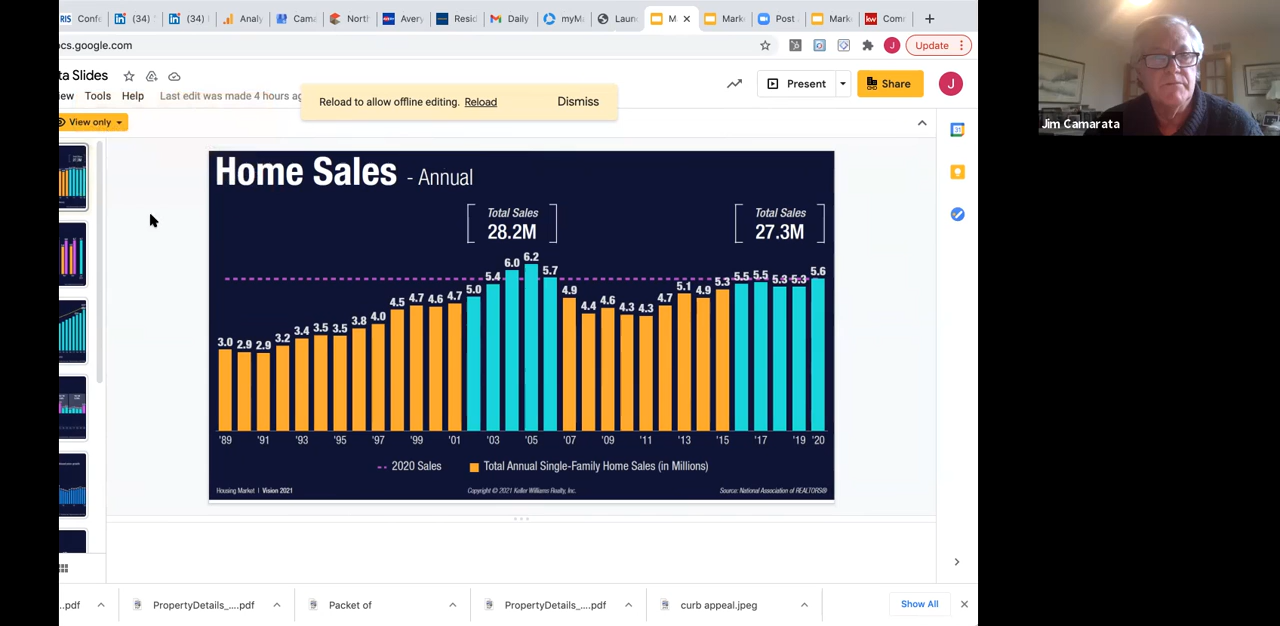 RIS Confe (34) (34) Analy Cama North Avery Resid Daily myMa Laun M Mark Post Mark kw Comm
ocs.google.com
J Update
ta Slides
iew Tools Help Last edit was made 4 hours ag
Reload to allow offline editing. Reload Dismiss
Present Share J
View only
Jim Camarata
31
Home Sales - Annual
Total Sales Total Sales
28.2M 27.3M
3.0 2.9 2.9 3.2 3.4 3.5 3.5 3.8 4.0 4.5 4.7 4.6 4.7 5.0 5.4 6.0 6.2 5.7 4.9 4.4 4.6 4.3 4.3 4.7 5.1 4.9 5.3 5.5 5.5 5.3 5.3 5.6
'89 '91 '93 '95 '97 '99 '01 '03 '05 '07 '09 '11 '13 '15 '17 '19 '20
2020 Sales Total Annual Single-Family Home Sales (in Millions)
Housing Market | Vision 2021 Copyright © 2021 Keller Williams Realty, Inc. Source: National Association of REALTORS®
.pdf PropertyDetails_....pdf Packet of PropertyDetails_....pdf curb appeal.jpeg Show All